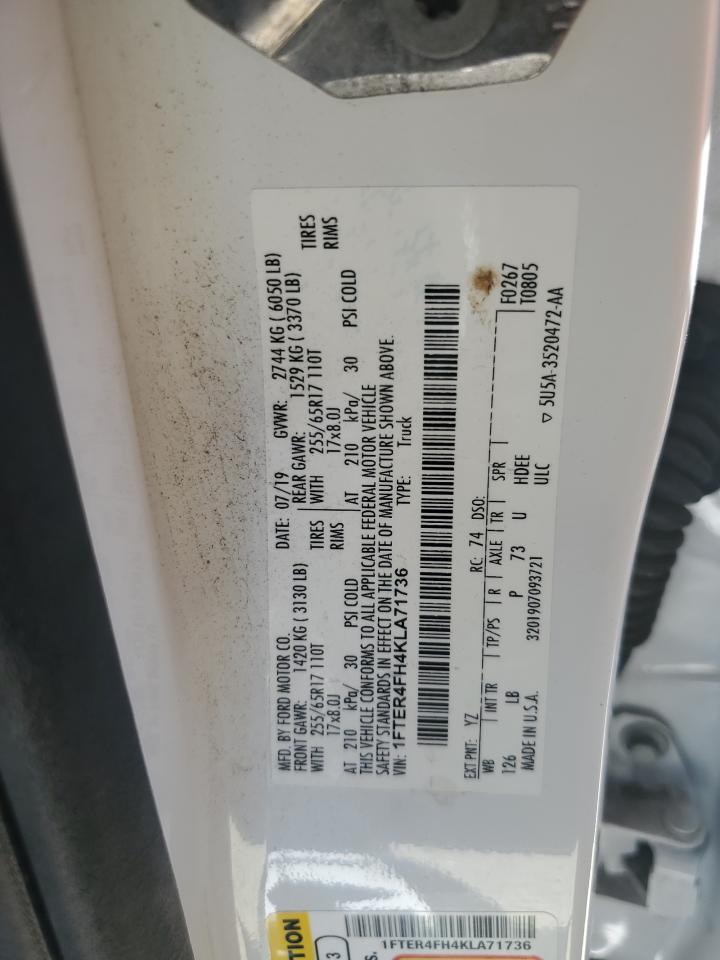 MFD. BY FORD MOTOR CO.
DATE: 07/19 GVWR: 2744 KG ( 6050 LB)
FRONT GAWR: 1420 KG ( 3130 LB)
REAR GAWR: 1529 KG ( 3370 LB)
WITH 255/65R17 110T TIRES
WITH 255/65R17 110T TIRES
17x8.0J RIMS
17x8.0J RIMS
AT 210 kPa/ 30 PSI COLD
AT 210 kPa/ 30 PSI COLD
THIS VEHICLE CONFORMS TO ALL APPLICABLE FEDERAL MOTOR VEHICLE
SAFETY STANDARDS IN EFFECT ON THE DATE OF MANUFACTURE SHOWN ABOVE.
VIN: 1FTER4FH4KLA71736 TYPE: Truck
EXT PNT: YZ RC: 74 DSO:
WB INT TR TP/PS R AXLE TR SPR F0267
126 LB P 73 U HDEE T0805
MADE IN U.S.A. 3201907093721 ULC ▽ 5U5A-3520472-AA
TION
3
S.
1FTER4FH4KLA71736